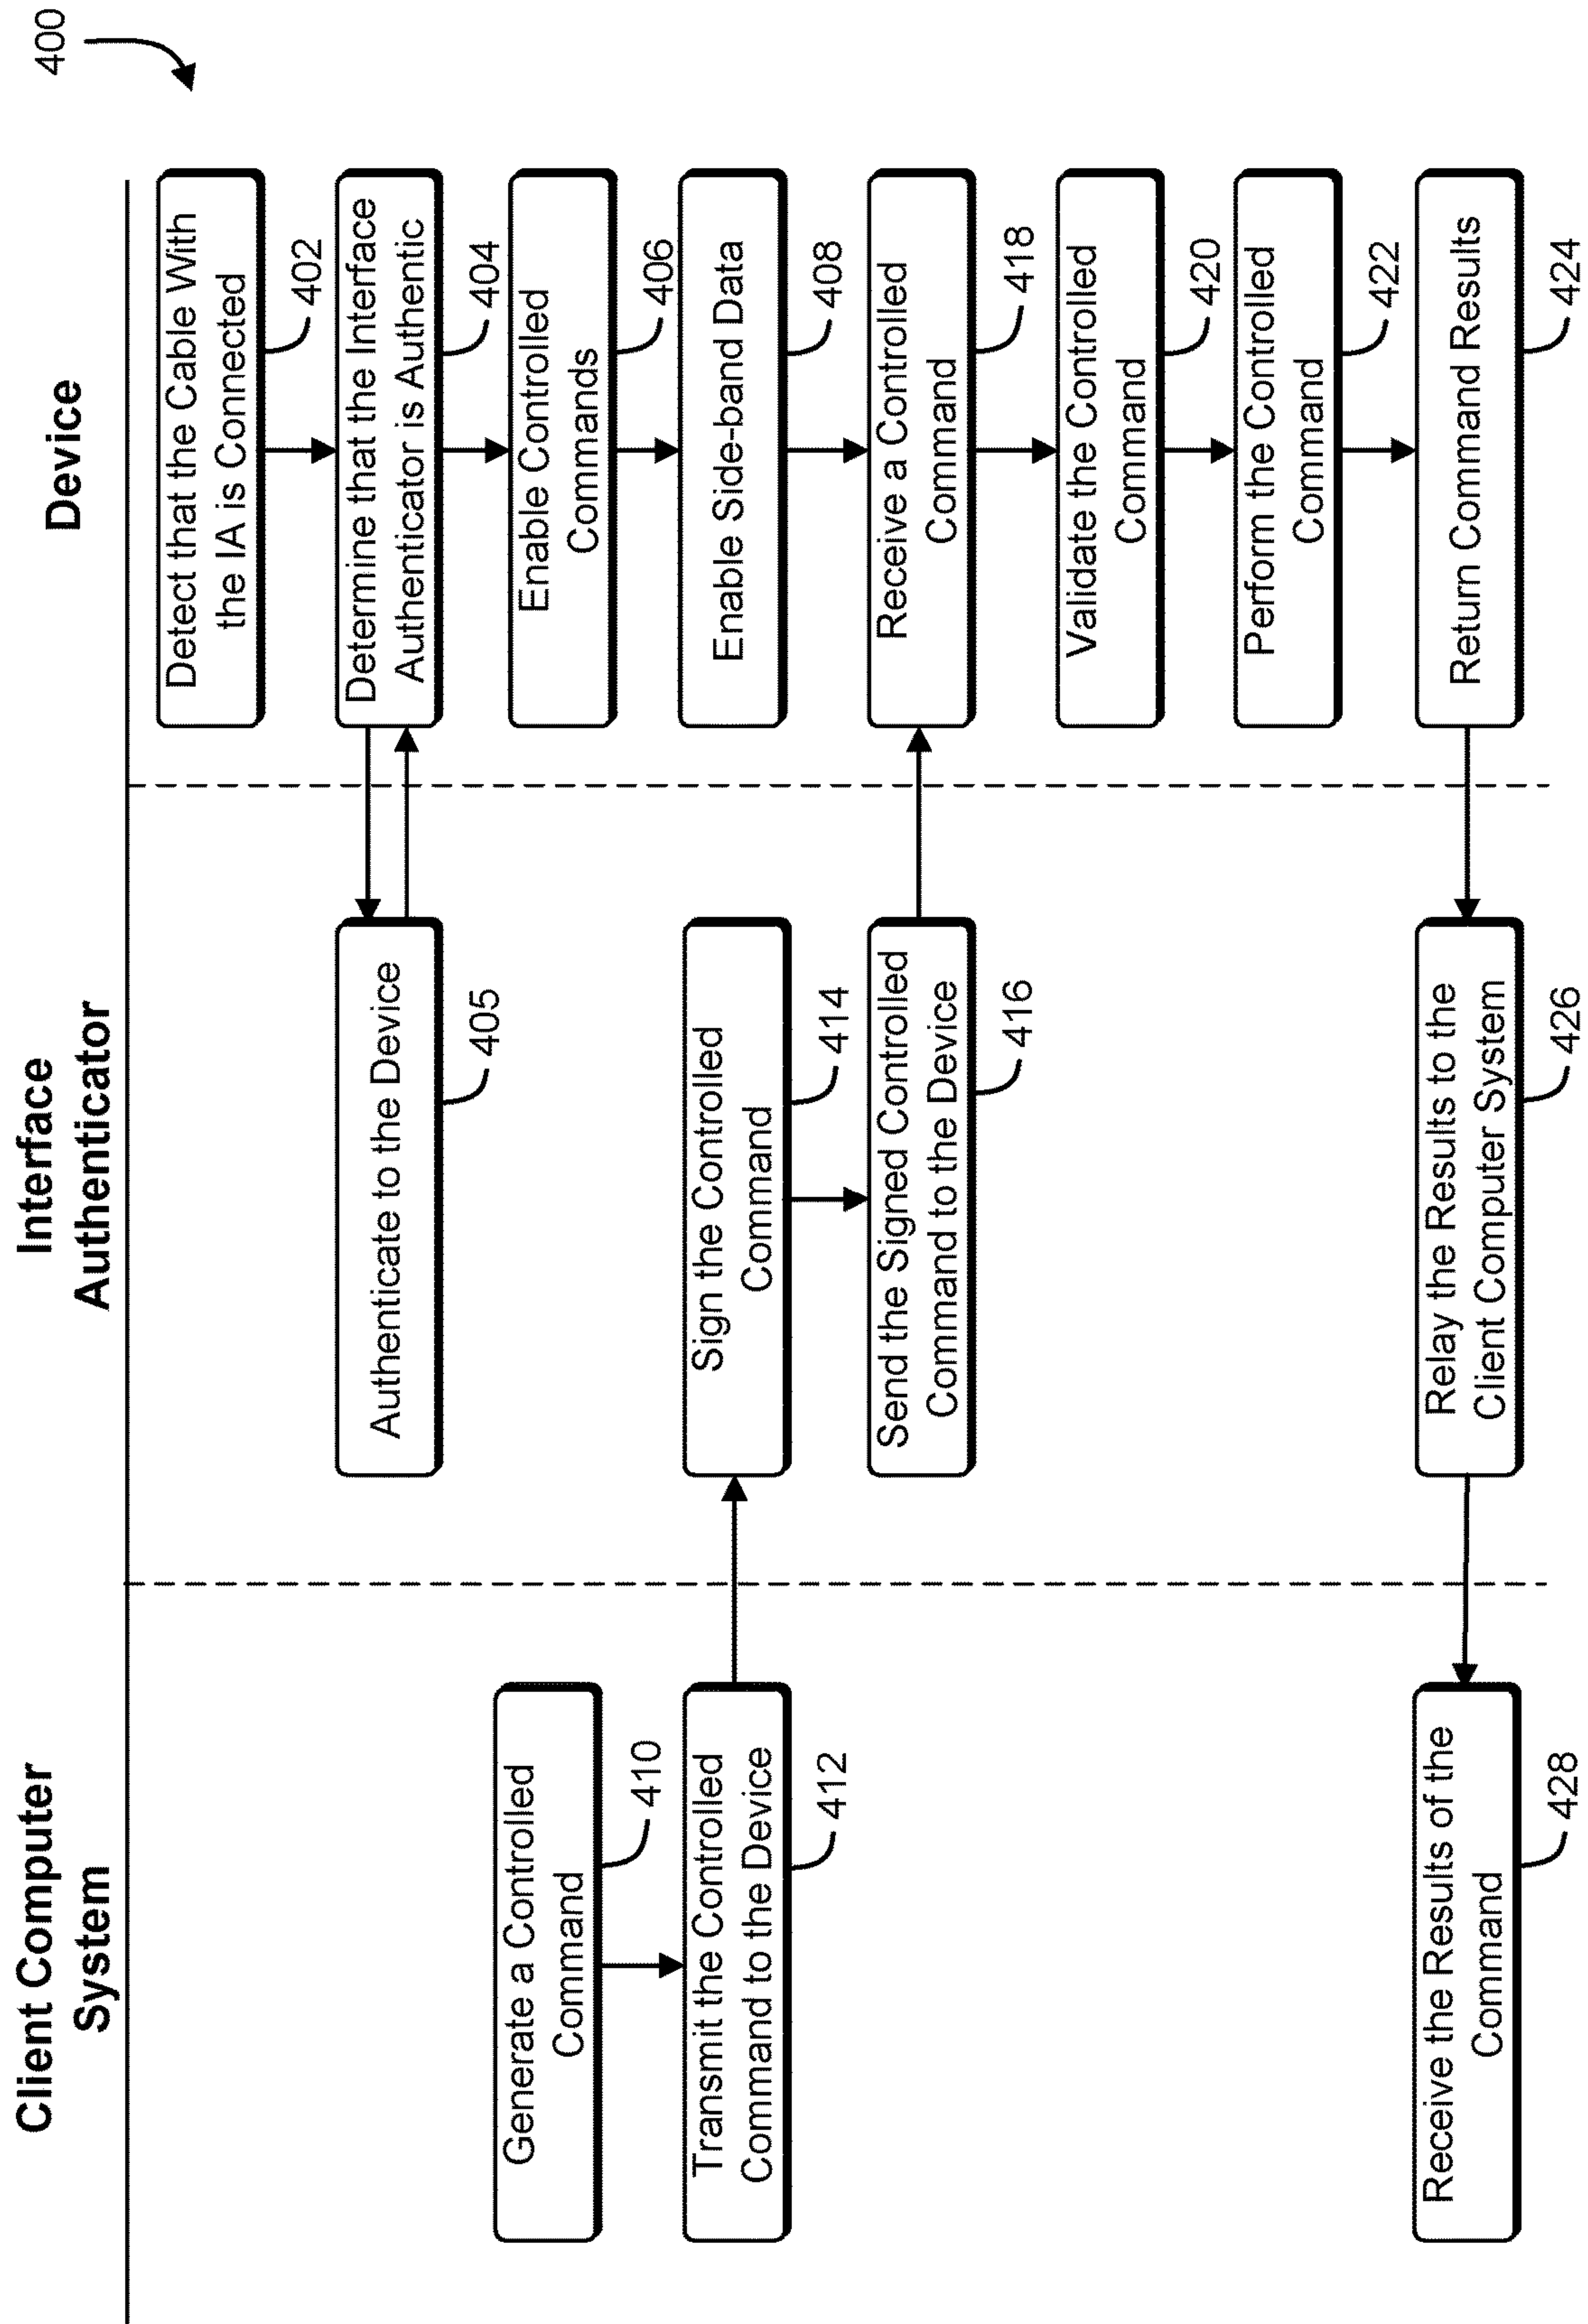 400
Client Computer
System
Interface
Authenticator
Device
Detect that the Cable With
the IA is Connected
402
Authenticate to the Device
405
Determine that the Interface
Authenticator is Authentic
404
Generate a Controlled
Command
410
Enable Controlled
Commands
406
Transmit the Controlled
Command to the Device
412
Sign the Controlled
Command
414
Enable Side-band Data
408
Send the Signed Controlled
Command to the Device
416
Receive a Controlled
Command
418
Validate the Controlled
Command
420
Perform the Controlled
Command
422
Receive the Results of the
Command
428
Relay the Results to the
Client Computer System
426
Return Command Results
424